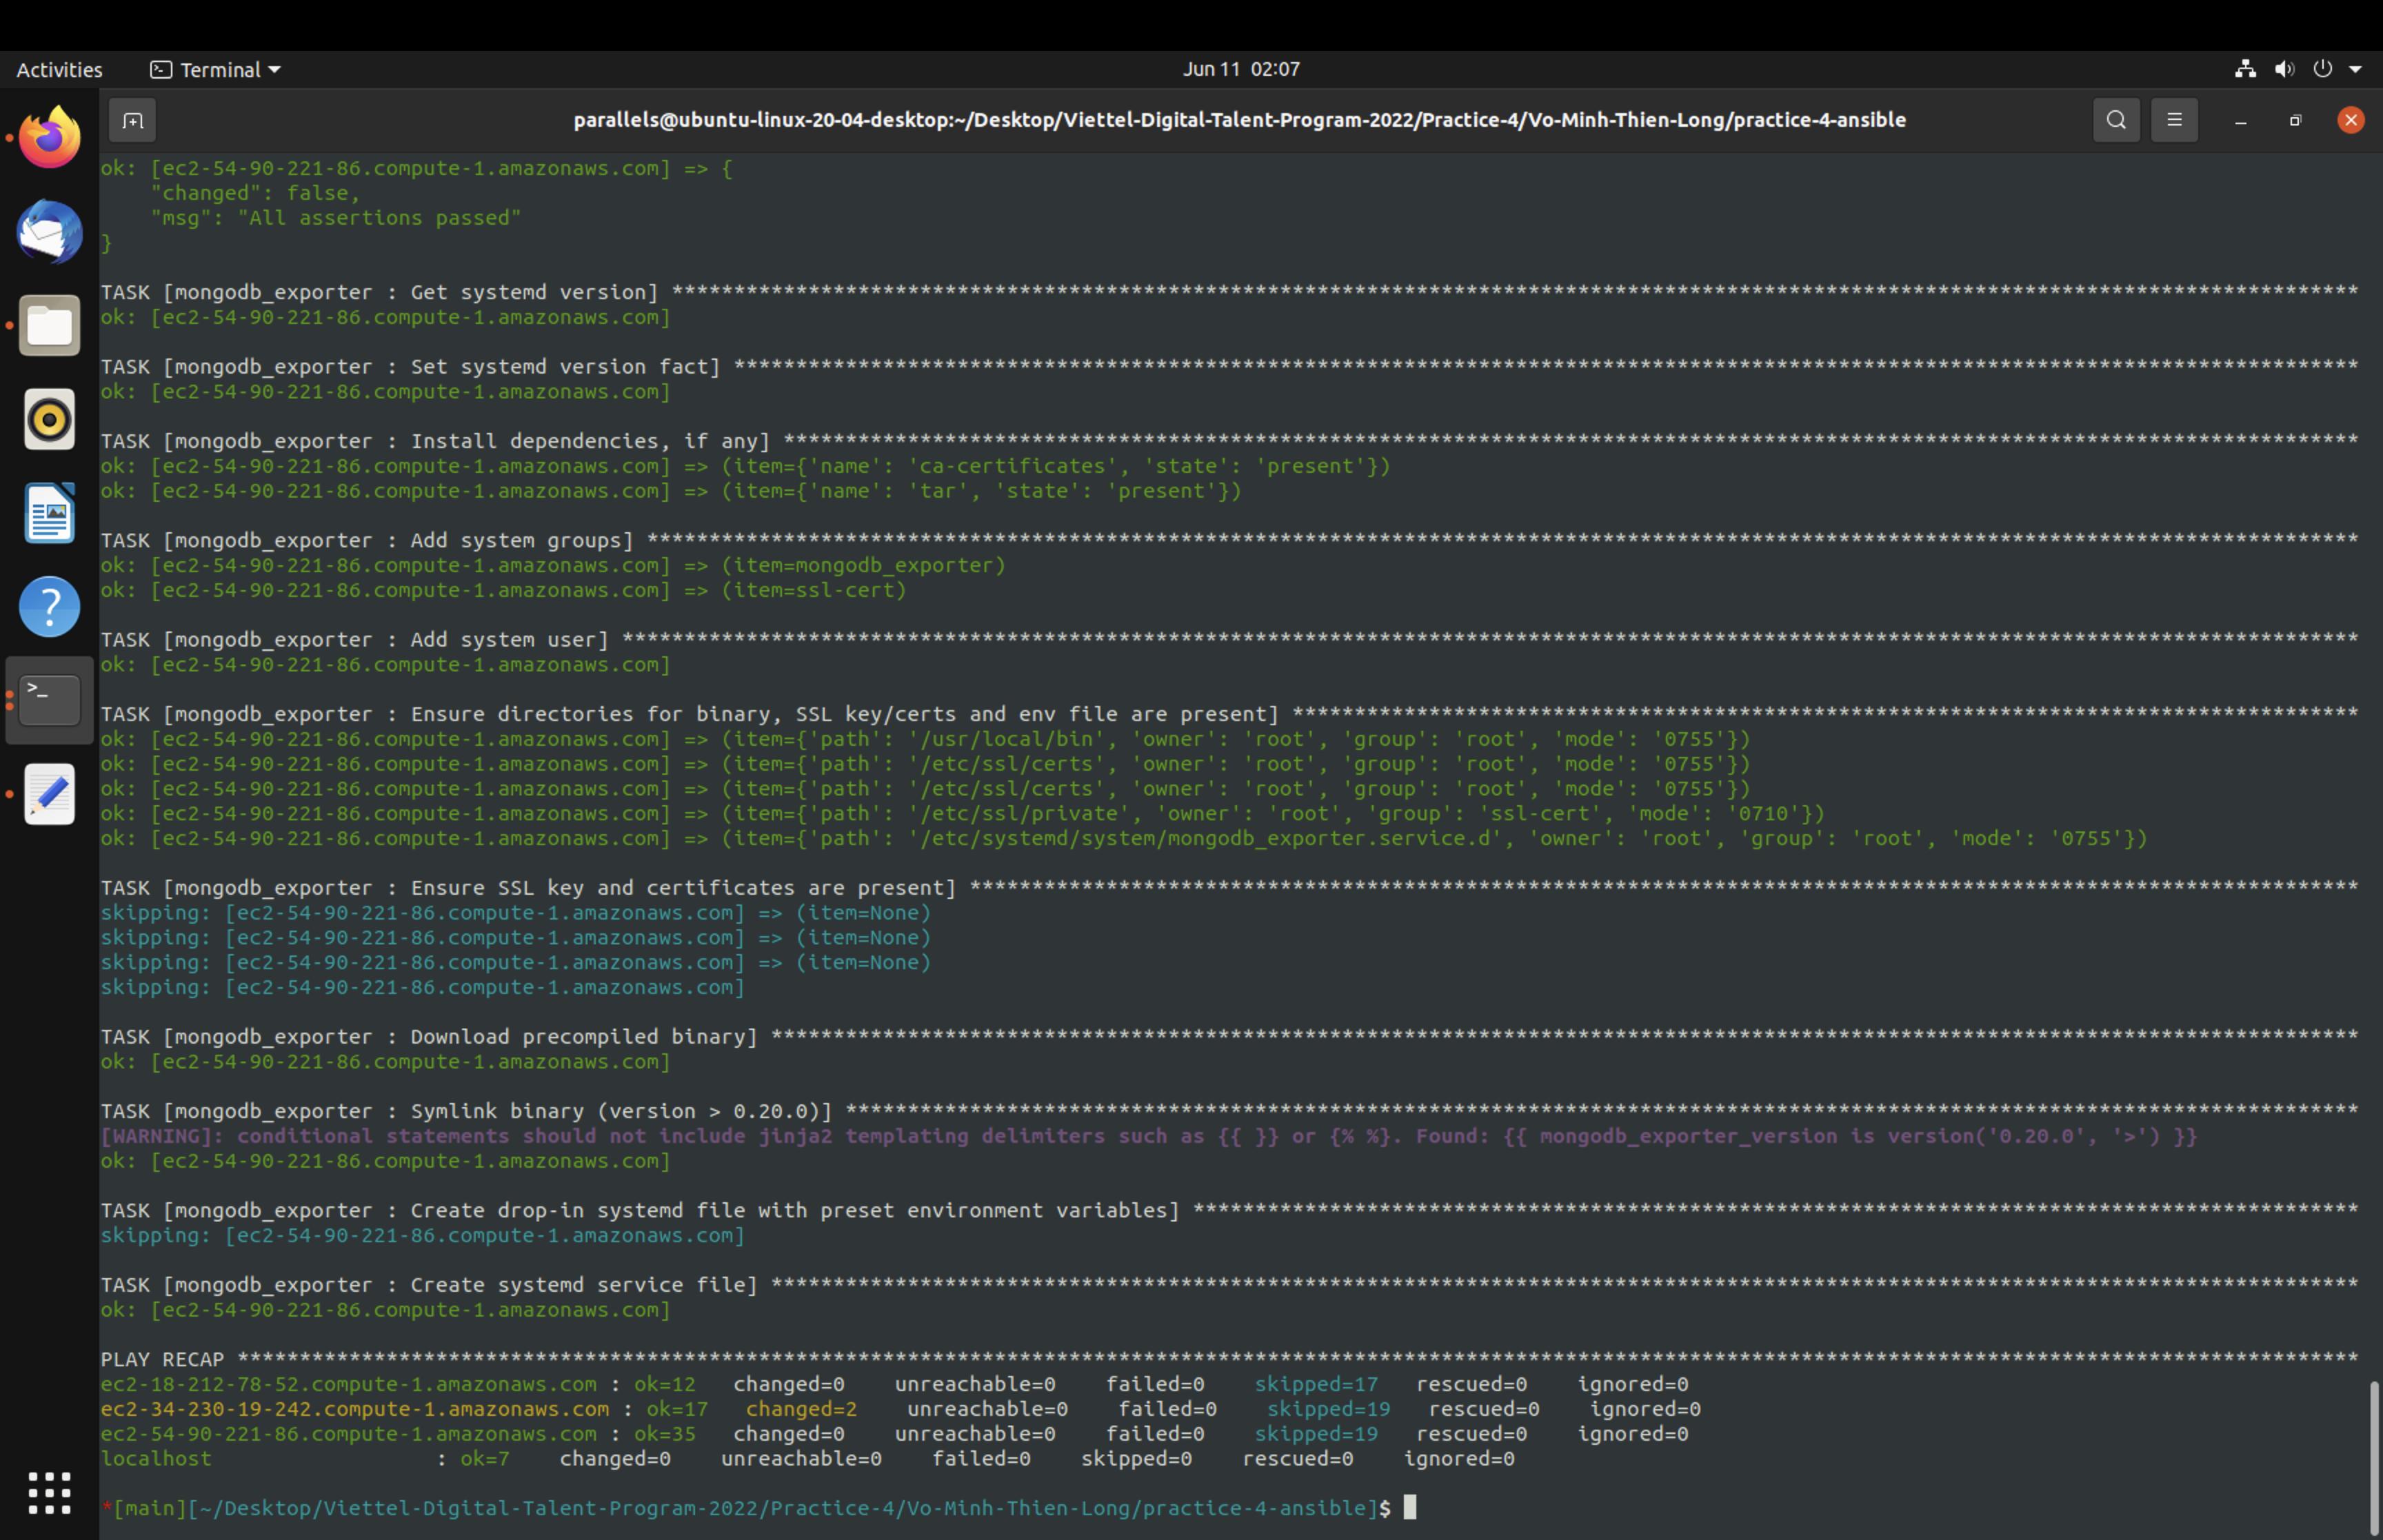 Activities
Terminal
Jun 11 02:07
parallels@ubuntu-linux-20-04-desktop:~/Desktop/Viettel-Digital-Talent-Program-2022/Practice-4/Vo-Minh-Thien-Long/practice-4-ansible
ok: [ec2-54-90-221-86.compute-1.amazonaws.com] => {
    "changed": false,
    "msg": "All assertions passed"
}
TASK [mongodb_exporter : Get systemd version] ****************************************************************************************************************************************
ok: [ec2-54-90-221-86.compute-1.amazonaws.com]
TASK [mongodb_exporter : Set systemd version fact] ***********************************************************************************************************************************
ok: [ec2-54-90-221-86.compute-1.amazonaws.com]
TASK [mongodb_exporter : Install dependencies, if any] *******************************************************************************************************************************
ok: [ec2-54-90-221-86.compute-1.amazonaws.com] => (item={'name': 'ca-certificates', 'state': 'present'})
ok: [ec2-54-90-221-86.compute-1.amazonaws.com] => (item={'name': 'tar', 'state': 'present'})
TASK [mongodb_exporter : Add system groups] ******************************************************************************************************************************************
ok: [ec2-54-90-221-86.compute-1.amazonaws.com] => (item=mongodb_exporter)
ok: [ec2-54-90-221-86.compute-1.amazonaws.com] => (item=ssl-cert)
TASK [mongodb_exporter : Add system user] ********************************************************************************************************************************************
ok: [ec2-54-90-221-86.compute-1.amazonaws.com]
TASK [mongodb_exporter : Ensure directories for binary, SSL key/certs and env file are present] **************************************************************************************
ok: [ec2-54-90-221-86.compute-1.amazonaws.com] => (item={'path': '/usr/local/bin', 'owner': 'root', 'group': 'root', 'mode': '0755'})
ok: [ec2-54-90-221-86.compute-1.amazonaws.com] => (item={'path': '/etc/ssl/certs', 'owner': 'root', 'group': 'root', 'mode': '0755'})
ok: [ec2-54-90-221-86.compute-1.amazonaws.com] => (item={'path': '/etc/ssl/certs', 'owner': 'root', 'group': 'root', 'mode': '0755'})
ok: [ec2-54-90-221-86.compute-1.amazonaws.com] => (item={'path': '/etc/ssl/private', 'owner': 'root', 'group': 'ssl-cert', 'mode': '0710'})
ok: [ec2-54-90-221-86.compute-1.amazonaws.com] => (item={'path': '/etc/systemd/system/mongodb_exporter.service.d', 'owner': 'root', 'group': 'root', 'mode': '0755'})
TASK [mongodb_exporter : Ensure SSL key and certificates are present] ****************************************************************************************************************
skipping: [ec2-54-90-221-86.compute-1.amazonaws.com] => (item=None)
skipping: [ec2-54-90-221-86.compute-1.amazonaws.com] => (item=None)
skipping: [ec2-54-90-221-86.compute-1.amazonaws.com] => (item=None)
skipping: [ec2-54-90-221-86.compute-1.amazonaws.com]
TASK [mongodb_exporter : Download precompiled binary] ********************************************************************************************************************************
ok: [ec2-54-90-221-86.compute-1.amazonaws.com]
TASK [mongodb_exporter : Symlink binary (version > 0.20.0)] **************************************************************************************************************************
[WARNING]: conditional statements should not include jinja2 templating delimiters such as {{ }} or {% %}. Found: {{ mongodb_exporter_version is version('0.20.0', '>') }}
ok: [ec2-54-90-221-86.compute-1.amazonaws.com]
TASK [mongodb_exporter : Create drop-in systemd file with preset environment variables] **********************************************************************************************
skipping: [ec2-54-90-221-86.compute-1.amazonaws.com]
TASK [mongodb_exporter : Create systemd service file] ********************************************************************************************************************************
ok: [ec2-54-90-221-86.compute-1.amazonaws.com]
PLAY RECAP ***************************************************************************************************************************************************************************
ec2-18-212-78-52.compute-1.amazonaws.com : ok=12   changed=0    unreachable=0    failed=0    skipped=17   rescued=0    ignored=0
ec2-34-230-19-242.compute-1.amazonaws.com : ok=17   changed=2    unreachable=0    failed=0    skipped=19   rescued=0    ignored=0
ec2-54-90-221-86.compute-1.amazonaws.com : ok=35   changed=0    unreachable=0    failed=0    skipped=19   rescued=0    ignored=0
localhost                  : ok=7    changed=0    unreachable=0    failed=0    skipped=0    rescued=0    ignored=0
*[main][~/Desktop/Viettel-Digital-Talent-Program-2022/Practice-4/Vo-Minh-Thien-Long/practice-4-ansible]$